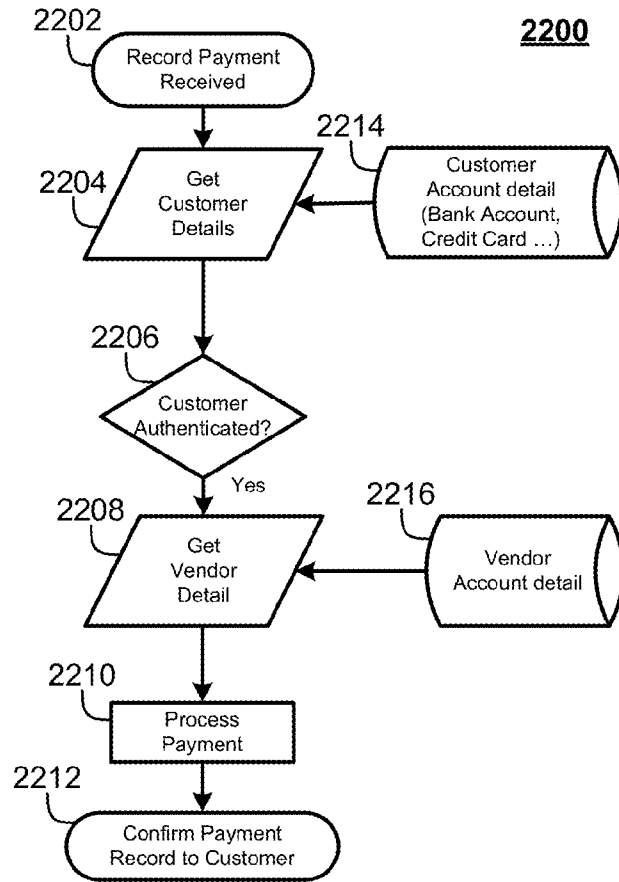 2200
2202
Record Payment
Received
2214
Customer
Account detail
(Bank Account,
Credit Card ...)
2204
Get
Customer
Details
2206
Customer
Authenticated?
Yes
2208
Get
Vendor
Detail
2216
Vendor
Account detail
2210
Process
Payment
2212
Confirm Payment
Record to Customer